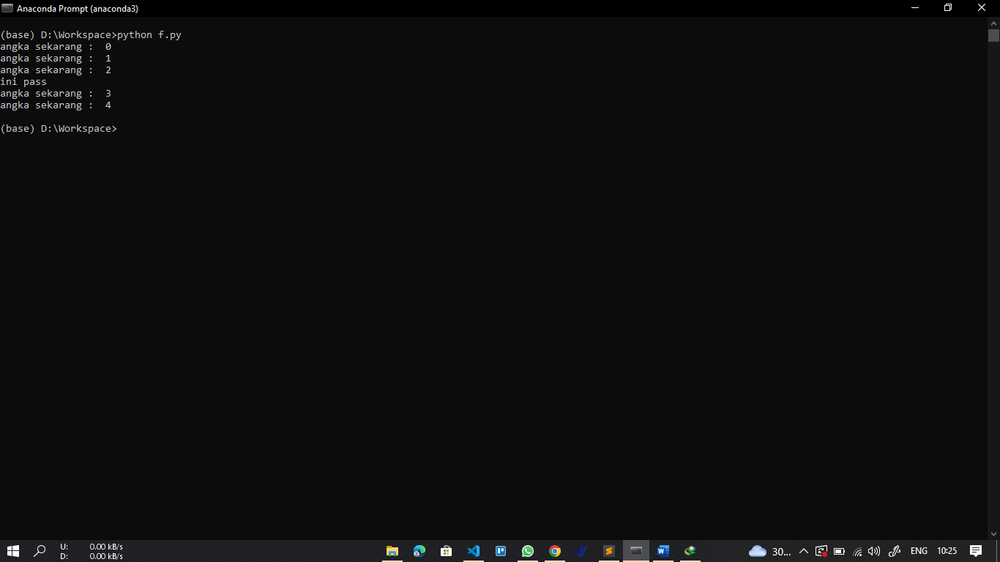 Anaconda Prompt (anaconda3)
(base) D:\Workspace>python f.py
angka sekarang :  0
angka sekarang :  1
angka sekarang :  2
ini pass
angka sekarang :  3
angka sekarang :  4
(base) D:\Workspace>
U: 0.00 kB/s
D: 0.00 kB/s
30...
ENG
10:25